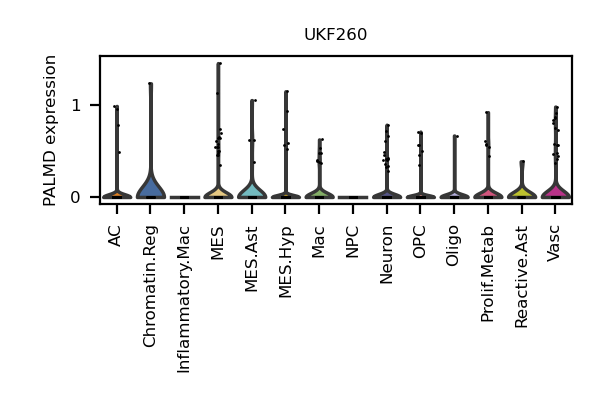 UKF260
PALMD expression
1
0
AC
Chromatin.Reg
Inflammatory.Mac
MES
MES.Ast
MES.Hyp
Mac
NPC
Neuron
OPC
Oligo
Prolif.Metab
Reactive.Ast
Vasc